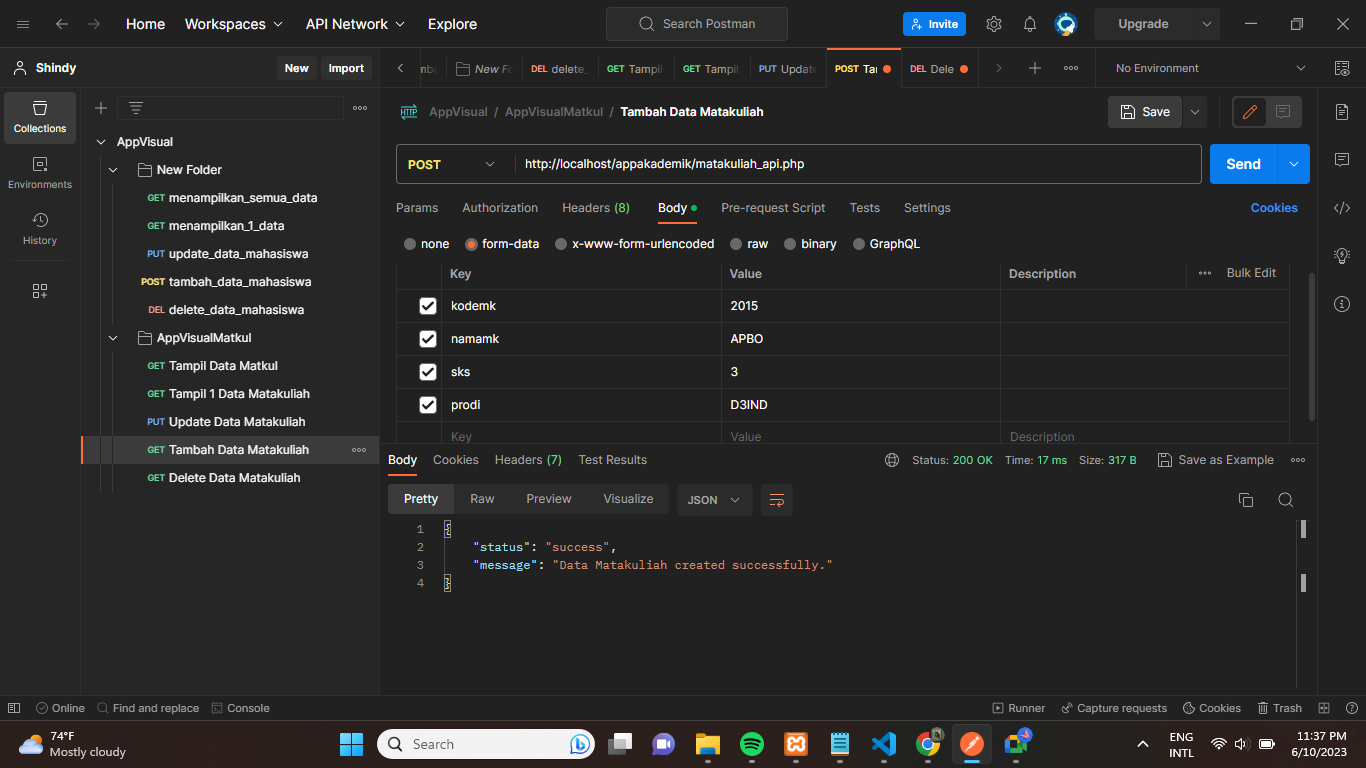 Home Workspaces API Network Explore Search Postman Invite Upgrade
Shindy New Import
New Fo DEL delete_ GET Tampil GET Tampil PUT Update POST Ta DEL Dele No Environment
Collections
Environments
History
AppVisual
New Folder
GET menampilkan_semua_data
GET menampilkan_1_data
PUT update_data_mahasiswa
POST tambah_data_mahasiswa
DEL delete_data_mahasiswa
AppVisualMatkul
GET Tampil Data Matkul
GET Tampil 1 Data Matakuliah
PUT Update Data Matakuliah
GET Tambah Data Matakuliah
GET Delete Data Matakuliah
HTTP AppVisual / AppVisualMatkul / Tambah Data Matakuliah Save
POST http://localhost/appakademik/matakuliah_api.php Send
Params Authorization Headers (8) Body Pre-request Script Tests Settings Cookies
none form-data x-www-form-urlencoded raw binary GraphQL
Key Value Description Bulk Edit
kodemk 2015
namamk APBO
sks 3
prodi D3IND
Key Value Description
Body Cookies Headers (7) Test Results Status: 200 OK Time: 17 ms Size: 317 B Save as Example
Pretty Raw Preview Visualize JSON
1 {
2 "status": "success",
3 "message": "Data Matakuliah created successfully."
4 }
Online Find and replace Console Runner Capture requests Cookies Trash
74°F
Mostly cloudy
Search
ENG
INTL
11:37 PM
6/10/2023